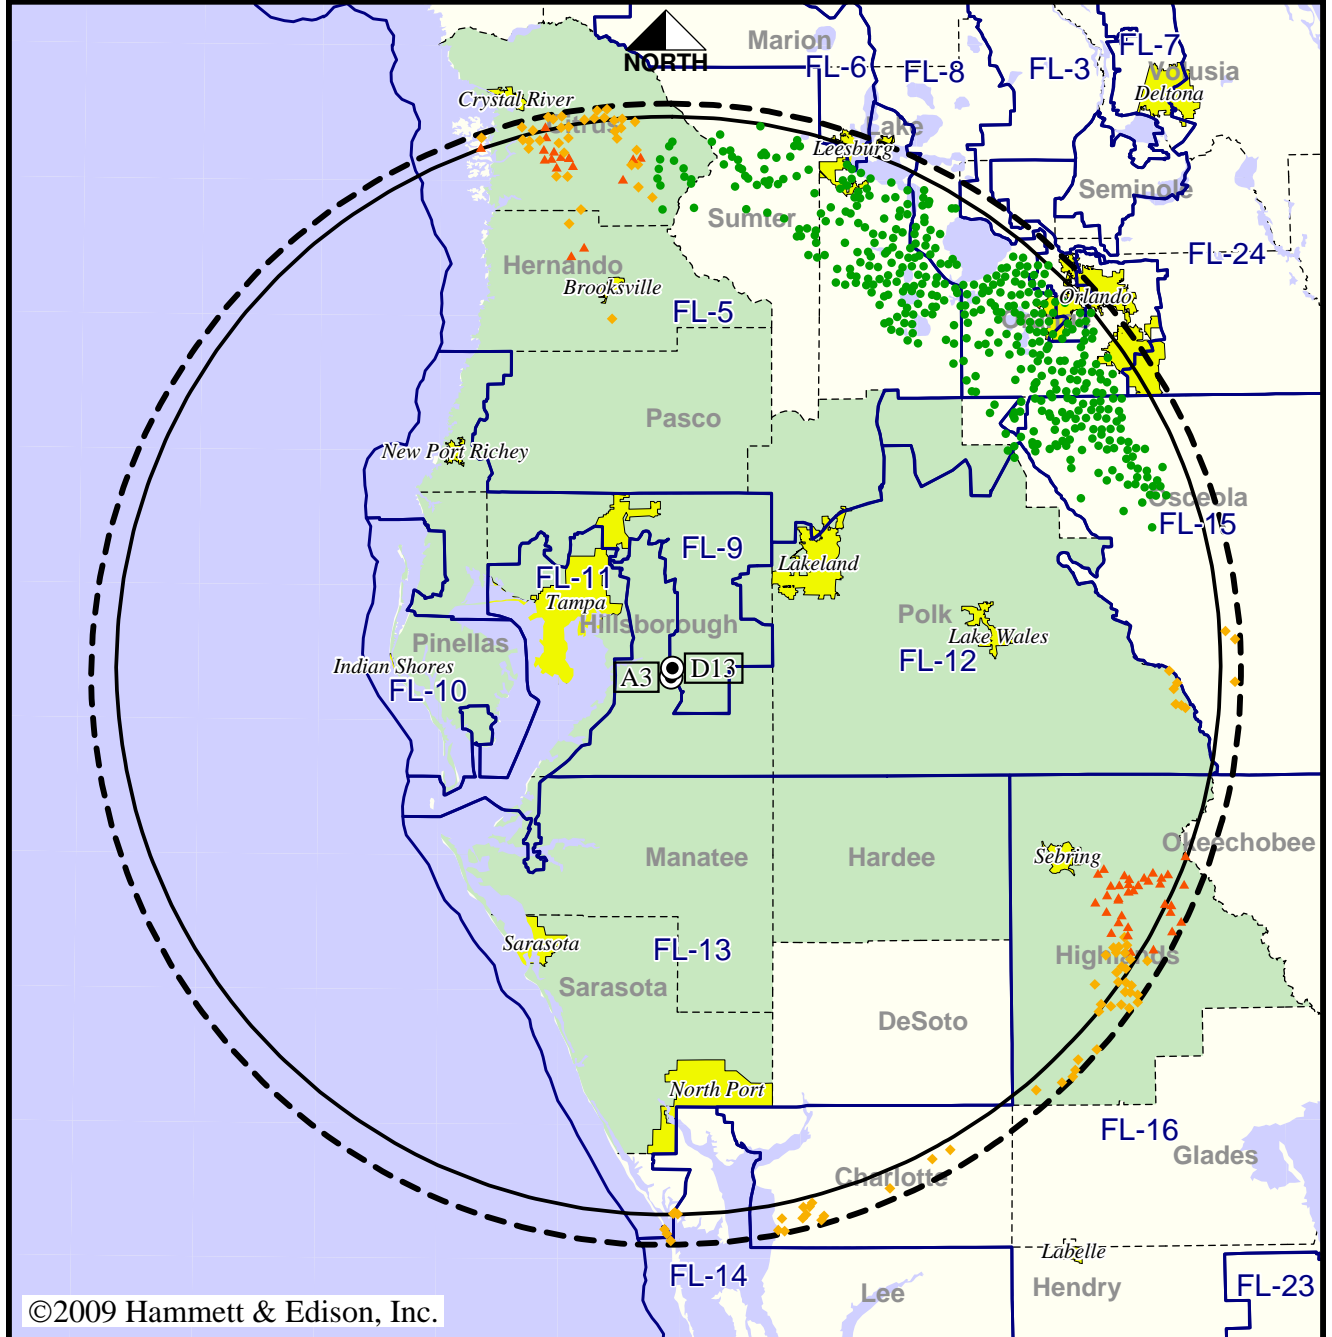 Marion
FL-7
NORTH
FL-6
FL-8
FL-3
Volusia
Deltona
Crystal River
Citrus
Lake
Leesburg
Seminole
Sumter
FL-24
Hernando
Brooksville
Orlando
FL-5
Pasco
New Port Richey
Osceola
FL-15
FL-9
Lakeland
FL-11
Tampa
Hillsborough
Polk
Pinellas
Lake Wales
Indian Shores
FL-12
A3
D13
FL-10
Okeechobee
Manatee
Hardee
Sebring
Sarasota
FL-13
Highlands
Sarasota
DeSoto
North Port
FL-16
Glades
Charlotte
Labelle
FL-14
Lee
Hendry
FL-23
©2009 Hammett & Edison, Inc.